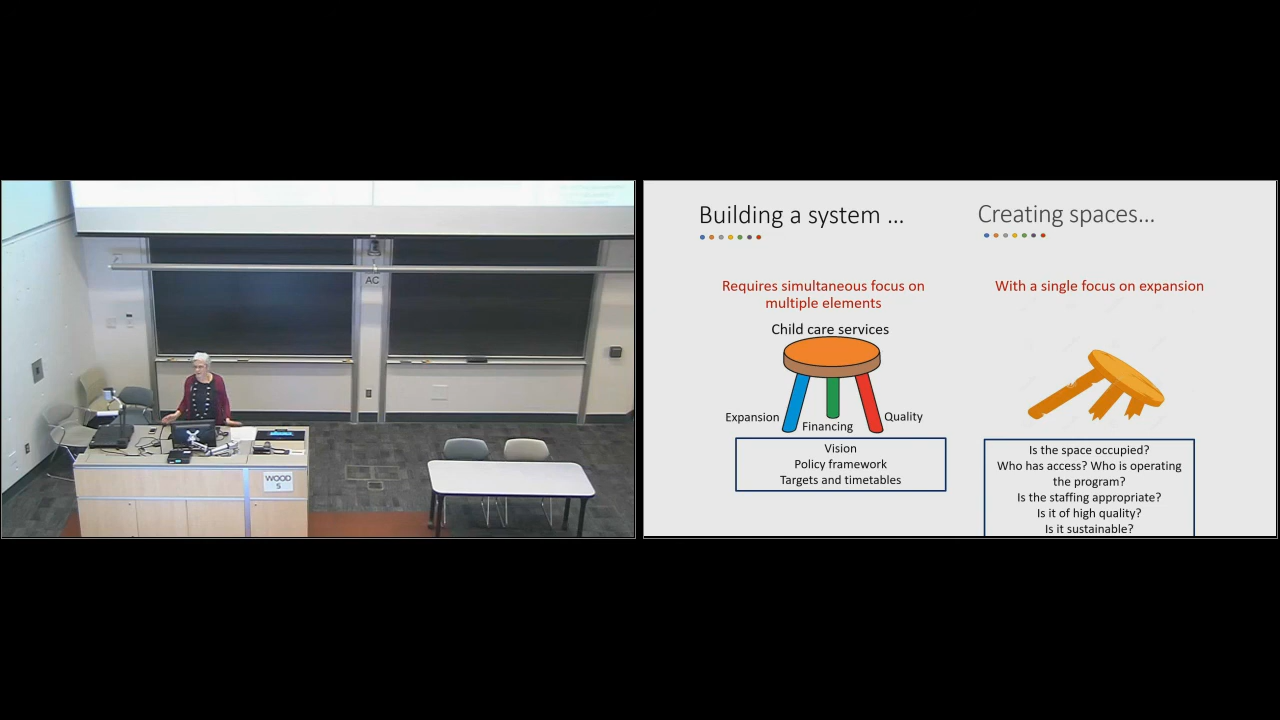 AC
WOOD
5
Building a system ...
Requires simultaneous focus on
multiple elements
Child care services
Expansion
Financing
Quality
Vision
Policy framework
Targets and timetables
Creating spaces...
With a single focus on expansion
Is the space occupied?
Who has access? Who is operating
the program?
Is the staffing appropriate?
Is it of high quality?
Is it sustainable?